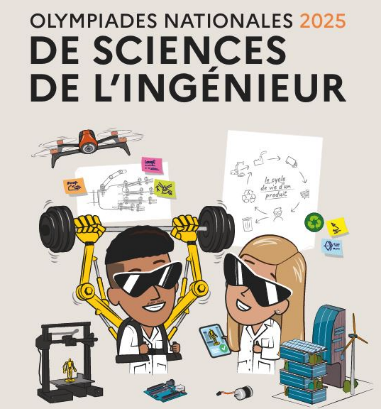 OLYMPIADES NATIONALES 2025
DE SCIENCES
DE L'INGÉNIEUR
le cycle
de vie d'un
produit